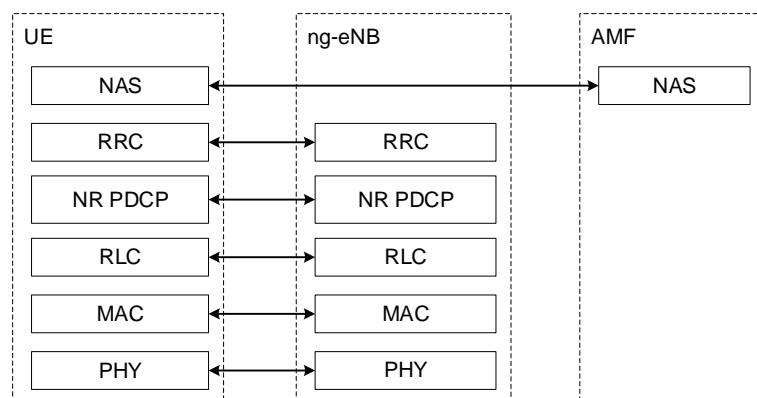 UE
ng-eNB
AMF
NAS
NAS
RRC
RRC
NR PDCP
NR PDCP
RLC
RLC
MAC
MAC
PHY
PHY